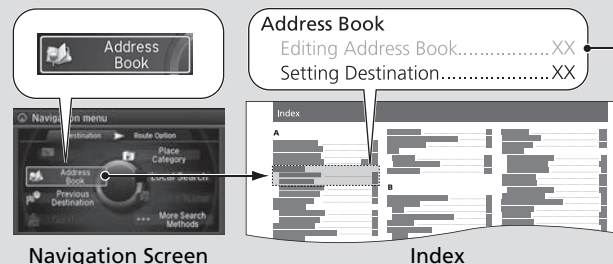 Address
Book
Address Book
Editing Address Book...............XX
Setting Destination...................XX
Navigation menu
Destination
Route Option
Place
Category
Address
Book
Local Search
Previous
Destination
More Search
Methods
Index
A
B
Navigation Screen
Index